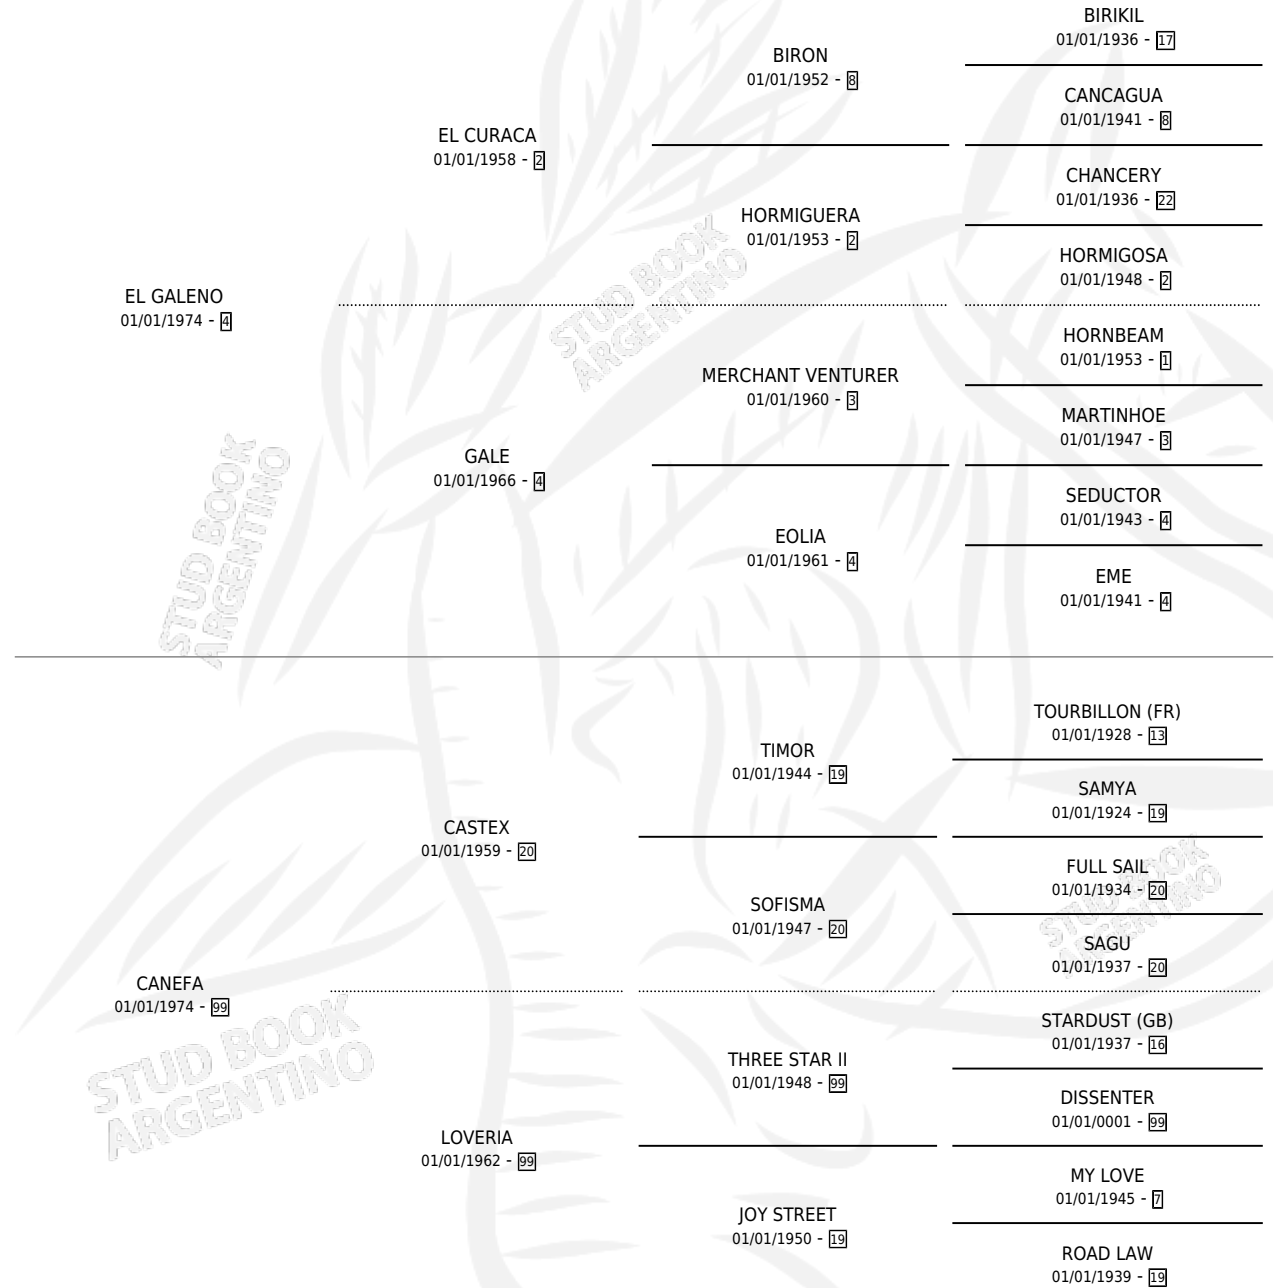 BIRIKIL
01/01/1936 - 17
BIRON
01/01/1952 - 8
CANCAGUA
01/01/1941 - 8
EL CURACA
01/01/1958 - 2
CHANCERY
01/01/1936 - 22
HORMIGUERA
01/01/1953 - 2
HORMIGOSA
01/01/1948 - 2
EL GALENO
01/01/1974 - 4
STUD BOOK
ARGENTINO
HORNBEAM
01/01/1953 - 1
MERCHANT VENTURER
01/01/1960 - 3
MARTINHOE
01/01/1947 - 3
GALE
01/01/1966 - 4
SEDUCTOR
01/01/1943 - 4
EOLIA
01/01/1961 - 4
EME
01/01/1941 - 4
STUD BOOK
ARGENTINO
TOURBILLON (FR)
01/01/1928 - 13
TIMOR
01/01/1944 - 19
SAMYA
01/01/1924 - 19
CASTEX
01/01/1959 - 20
FULL SAIL
01/01/1934 - 20
SOFISMA
01/01/1947 - 20
STUD BOOK
ARGENTINO
SAGU
01/01/1937 - 20
CANEFA
01/01/1974 - 99
STARDUST (GB)
01/01/1937 - 16
THREE STAR II
01/01/1948 - 99
STUD BOOK
ARGENTINO
DISSENTER
01/01/0001 - 99
LOVERIA
01/01/1962 - 99
MY LOVE
01/01/1945 - 7
JOY STREET
01/01/1950 - 19
ROAD LAW
01/01/1939 - 19